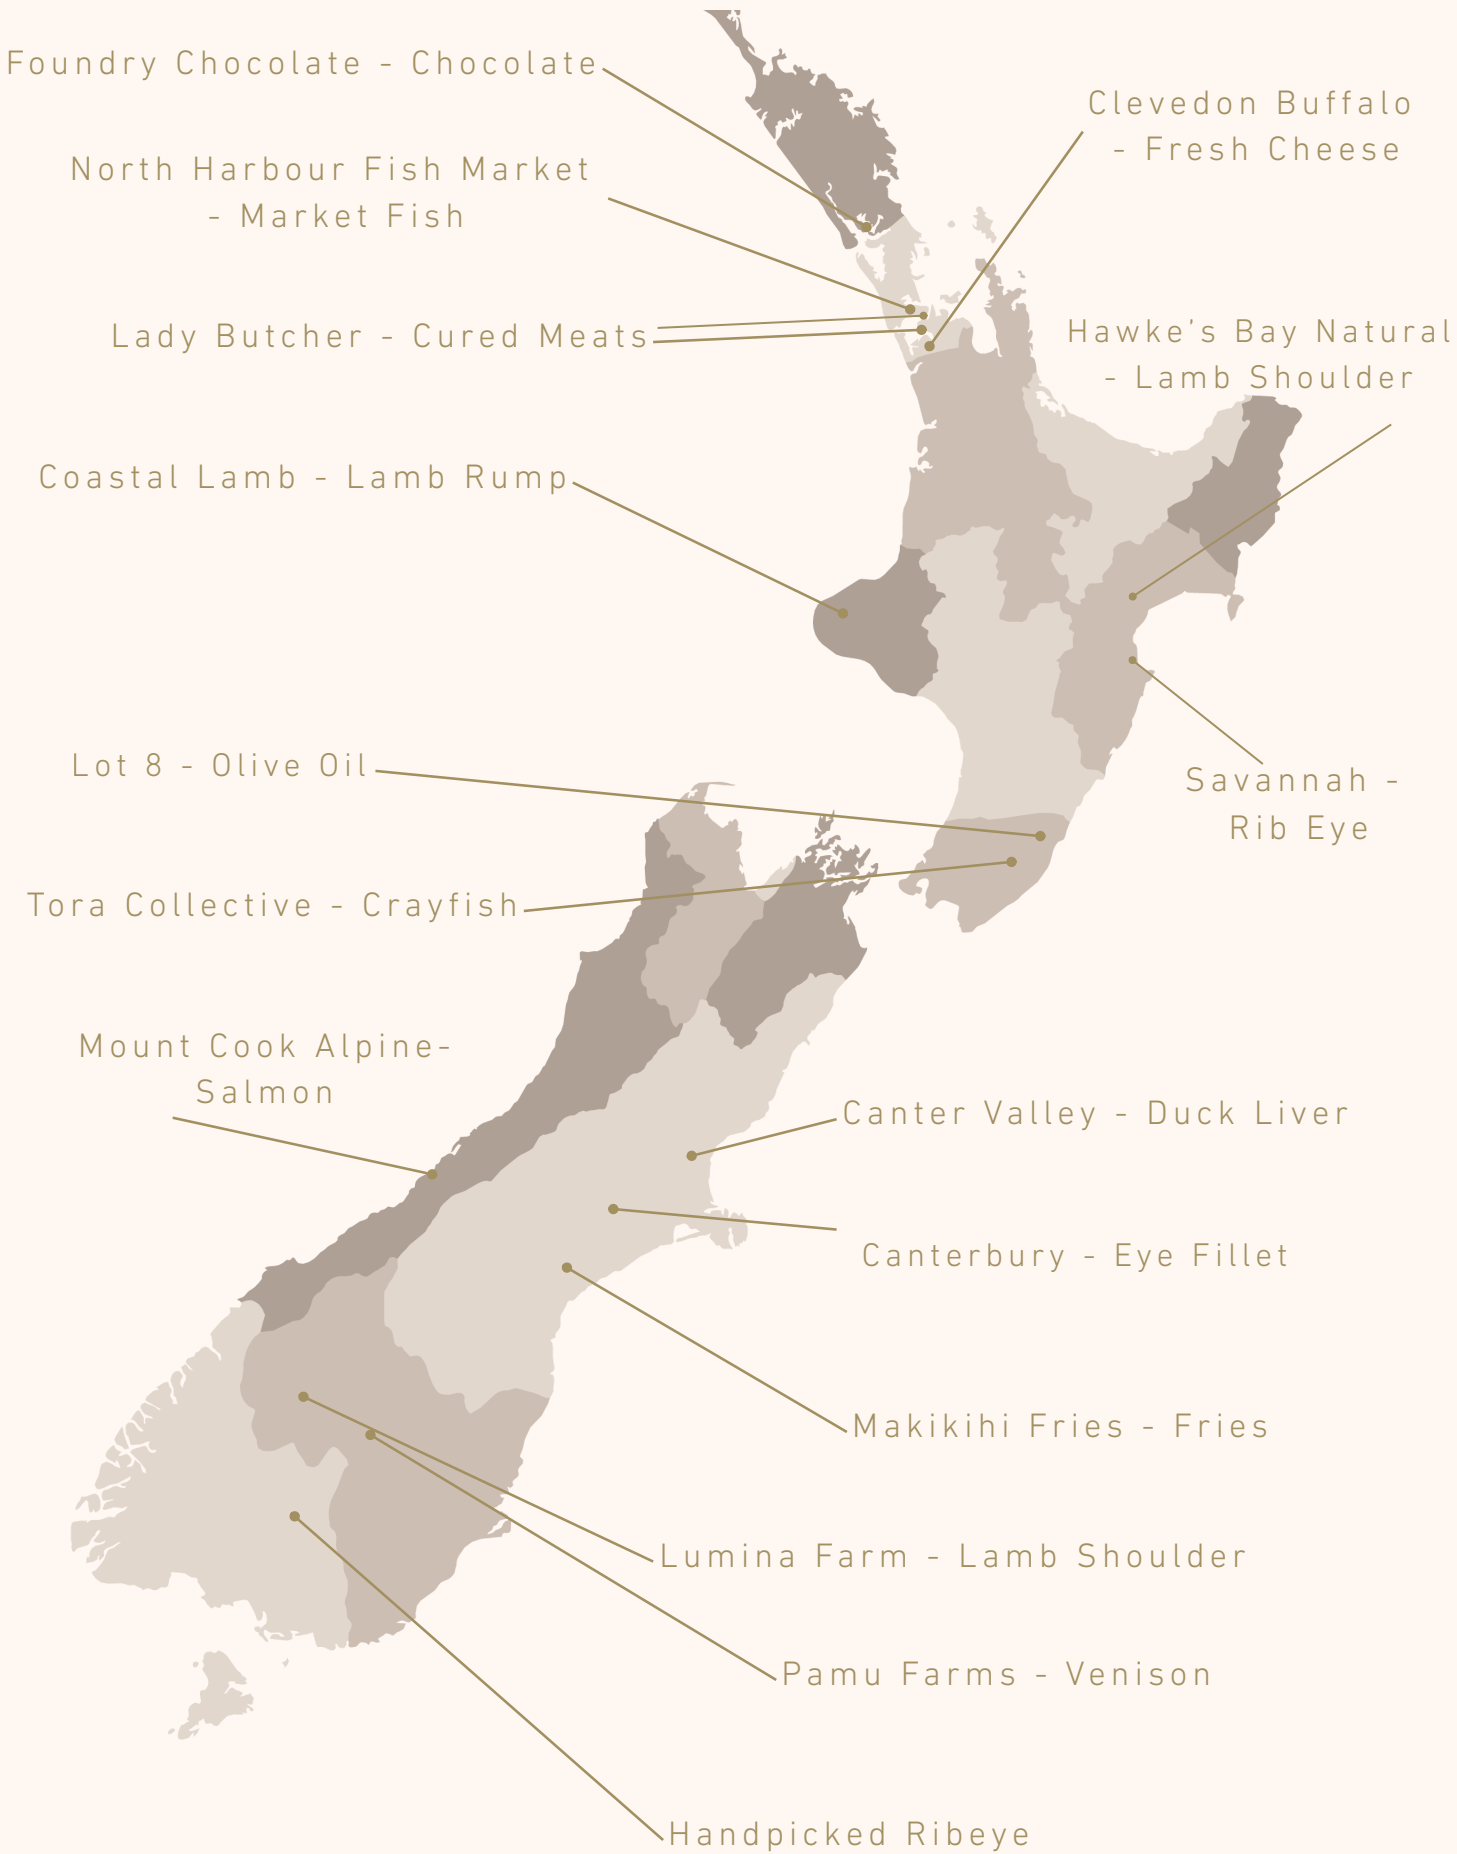 Foundry Chocolate - Chocolate
Clevedon Buffalo
- Fresh Cheese
North Harbour Fish Market
- Market Fish
Lady Butcher - Cured Meats
Hawke's Bay Natural
- Lamb Shoulder
Coastal Lamb - Lamb Rump
Lot 8 - Olive Oil
Savannah -
Rib Eye
Tora Collective - Crayfish
Mount Cook Alpine-
Salmon
Canter Valley - Duck Liver
Canterbury - Eye Fillet
Makikihi Fries - Fries
Lumina Farm - Lamb Shoulder
Pamu Farms - Venison
Handpicked Ribeye